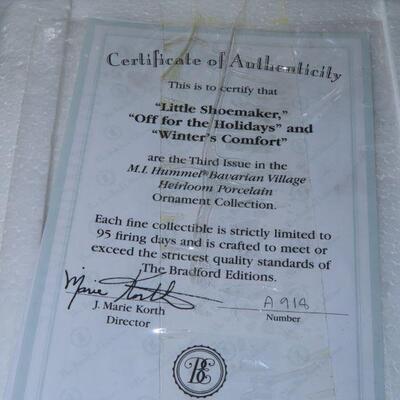 Certificate of Authenticity
This is to certify that
"Little Shoemaker,"
"Off for the Holidays" and
"Winter's Comfort"
are the Third Issue in the
M.I. Hummel® Bavarian Village
Heirloom Porcelain
Ornament Collection.
Each fine collectible is strictly limited to
95 firing days and is crafted to meet or
exceed the strictest quality standards of
The Bradford Editions.
Marie Korth A 918
J. Marie Korth Number
Director
BE